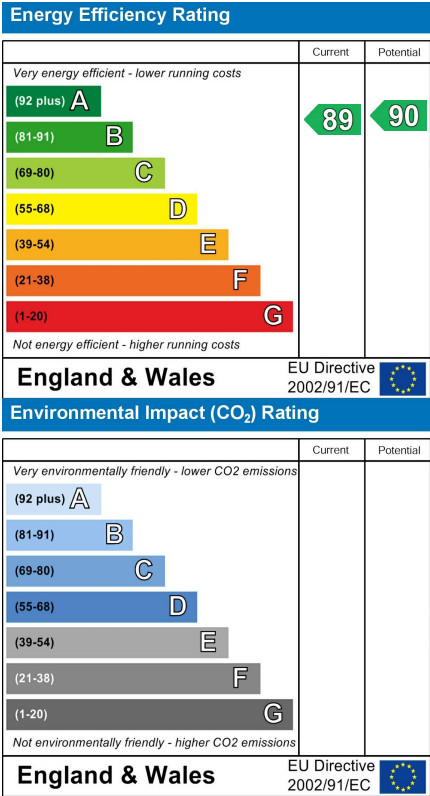 Energy Efficiency Rating
Current Potential
Very energy efficient - lower running costs
(92 plus) A
(81-91) B
89 90
(69-80) C
(55-68) D
(39-54) E
(21-38) F
(1-20) G
Not energy efficient - higher running costs
England & Wales
EU Directive
2002/91/EC
Environmental Impact (CO₂) Rating
Current Potential
Very environmentally friendly - lower CO2 emissions
(92 plus) A
(81-91) B
(69-80) C
(55-68) D
(39-54) E
(21-38) F
(1-20) G
Not environmentally friendly - higher CO2 emissions
England & Wales
EU Directive
2002/91/EC